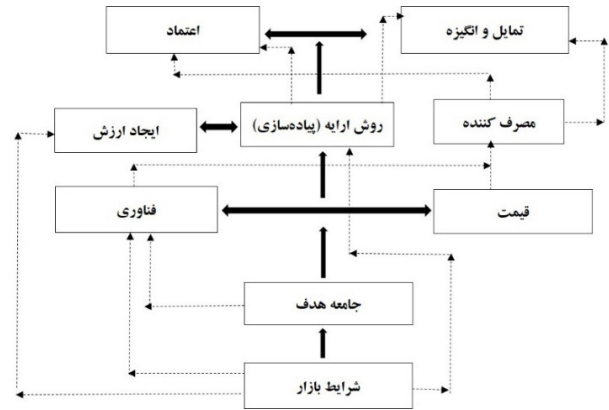 اعتماد
تمایل و انگیزه
ایجاد ارزش
روش ارایه (پیاده‌سازی)
مصرف کننده
فناوری
قیمت
جامعه هدف
شرایط بازار